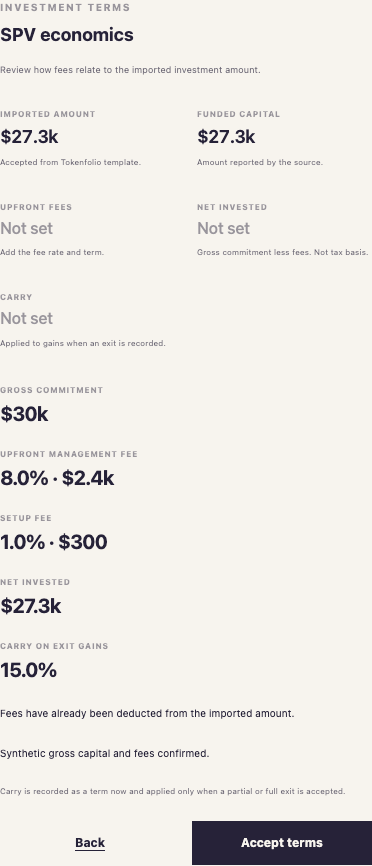 INVESTMENT TERMS
SPV economics
Review how fees relate to the imported investment amount.
IMPORTED AMOUNT
$27.3k
Accepted from Tokenfolio template.
FUNDED CAPITAL
$27.3k
Amount reported by the source.
UPFRONT FEES
Not set
Add the fee rate and term.
NET INVESTED
Not set
Gross commitment less fees. Not tax basis.
CARRY
Not set
Applied to gains when an exit is recorded.
GROSS COMMITMENT
$30k
UPFRONT MANAGEMENT FEE
8.0% · $2.4k
SETUP FEE
1.0% · $300
NET INVESTED
$27.3k
CARRY ON EXIT GAINS
15.0%
Fees have already been deducted from the imported amount.
Synthetic gross capital and fees confirmed.
Carry is recorded as a term now and applied only when a partial or full exit is accepted.
Back
Accept terms